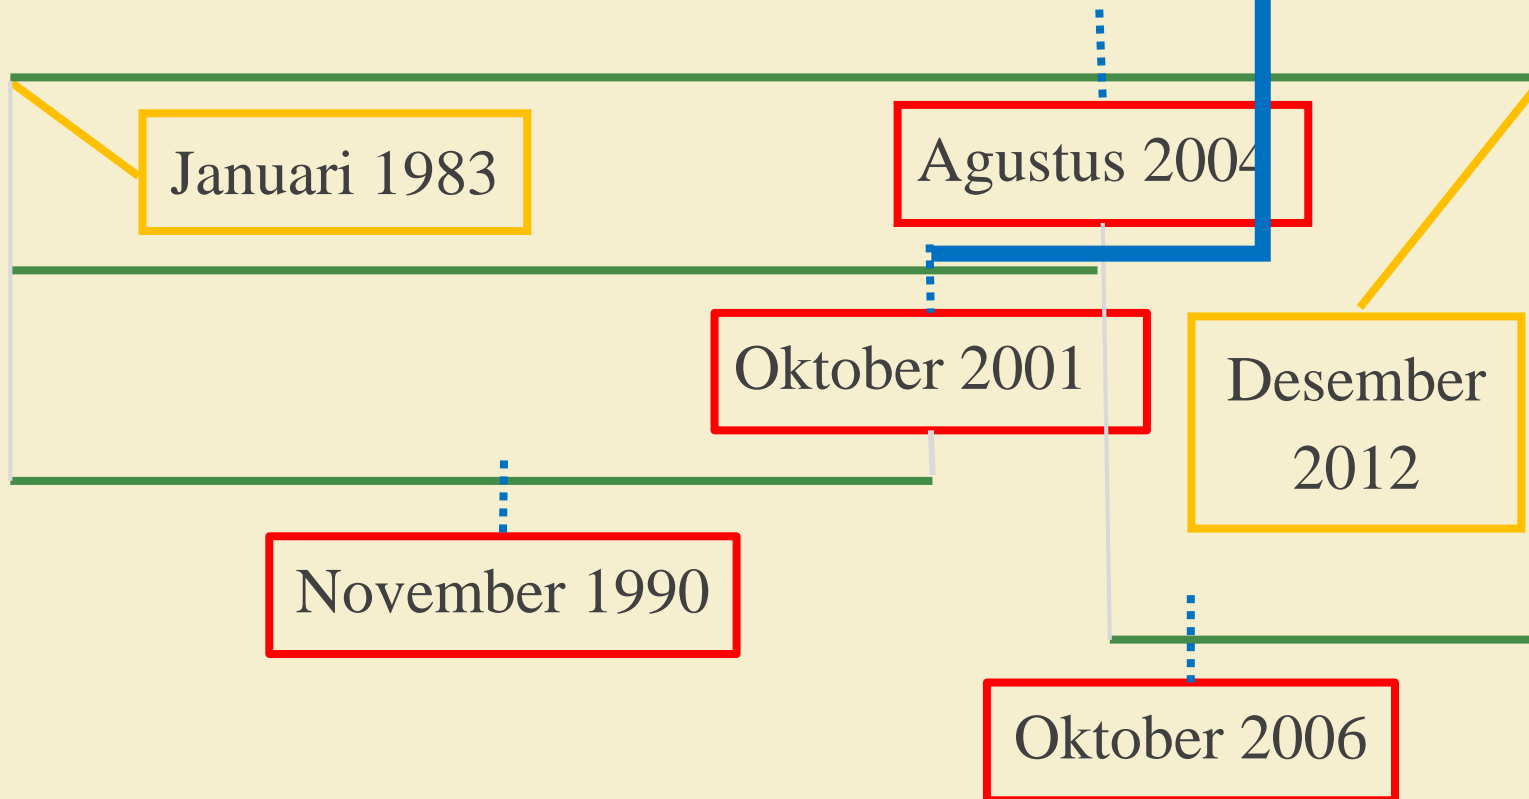 Januari 1983
Agustus 2004
Oktober 2001
Desember
2012
November 1990
Oktober 2006